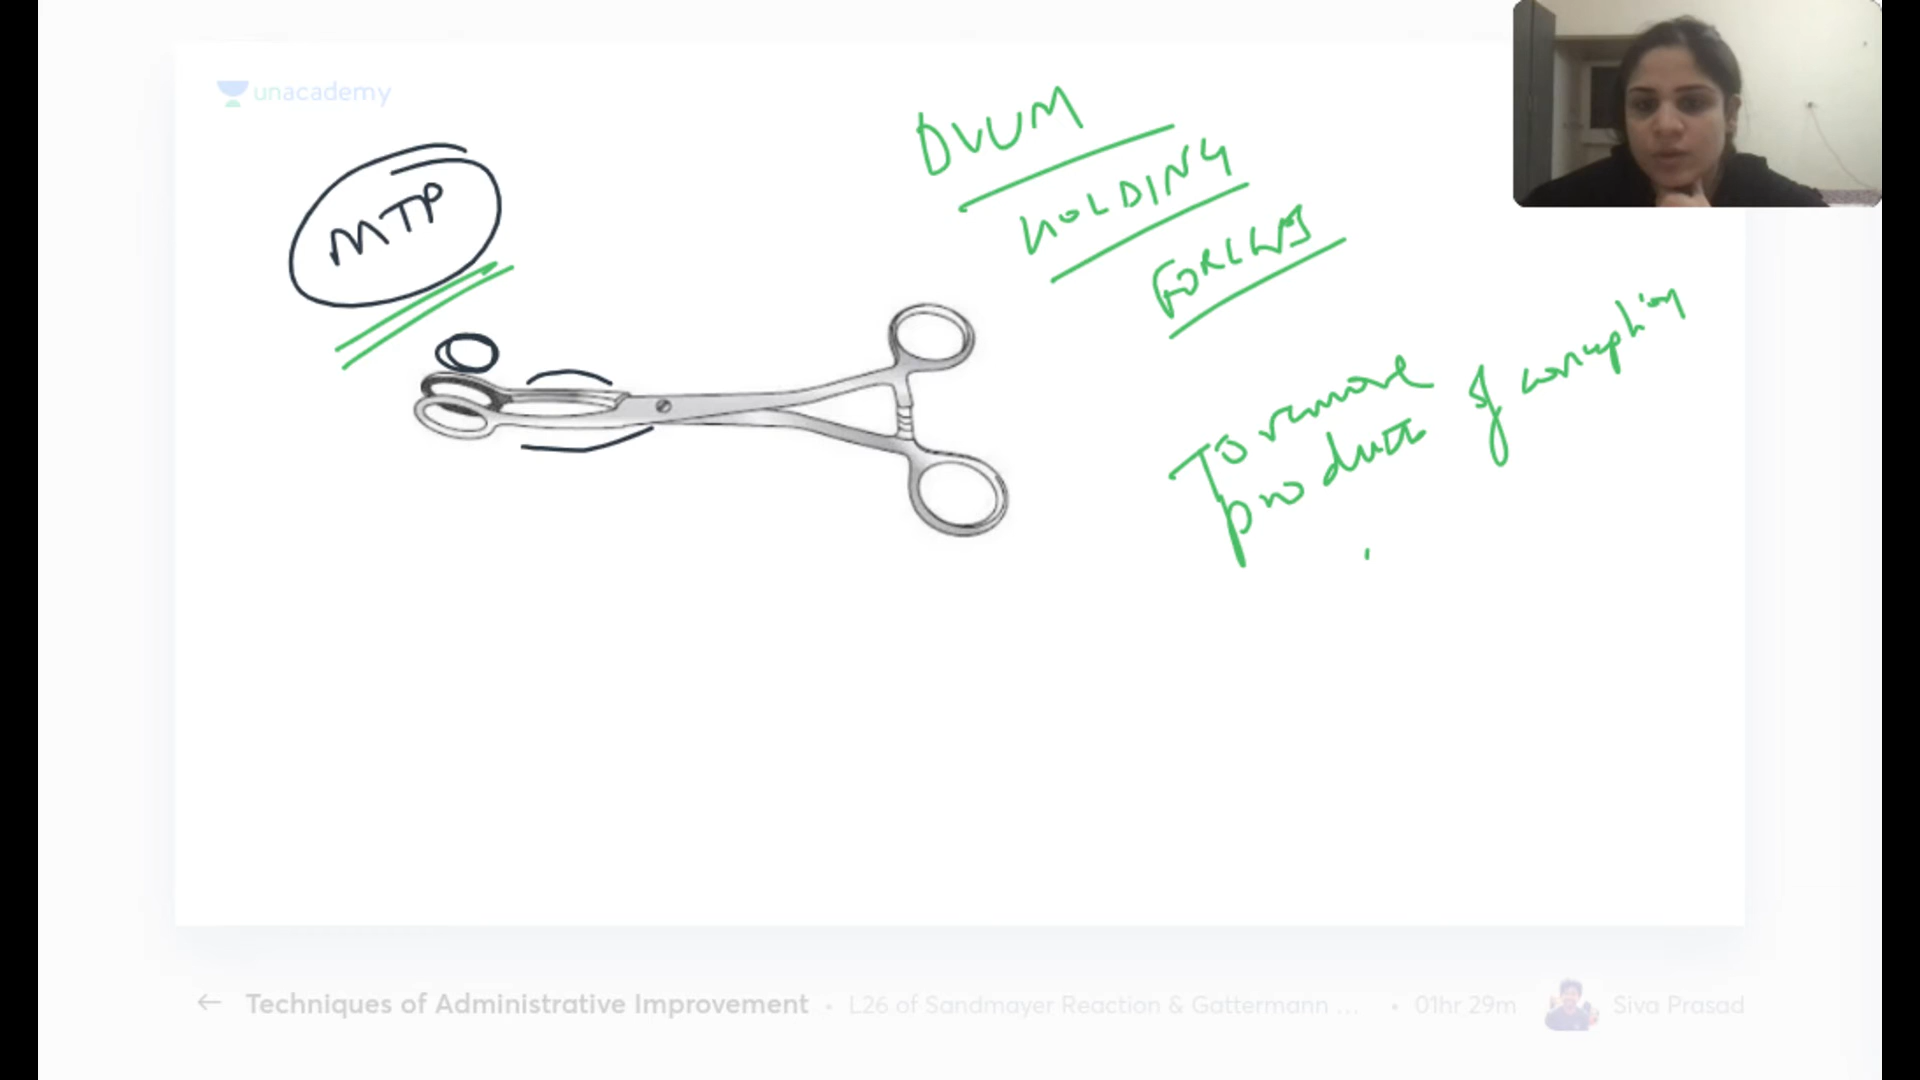 unacademy
MTP
OVUM
HOLDING
FORCEPS
To remove
products of conception
Techniques of Administrative Improvement • L26 of Sandmayer Reaction & Gattermann ... • 01hr 29m Siva Prasad